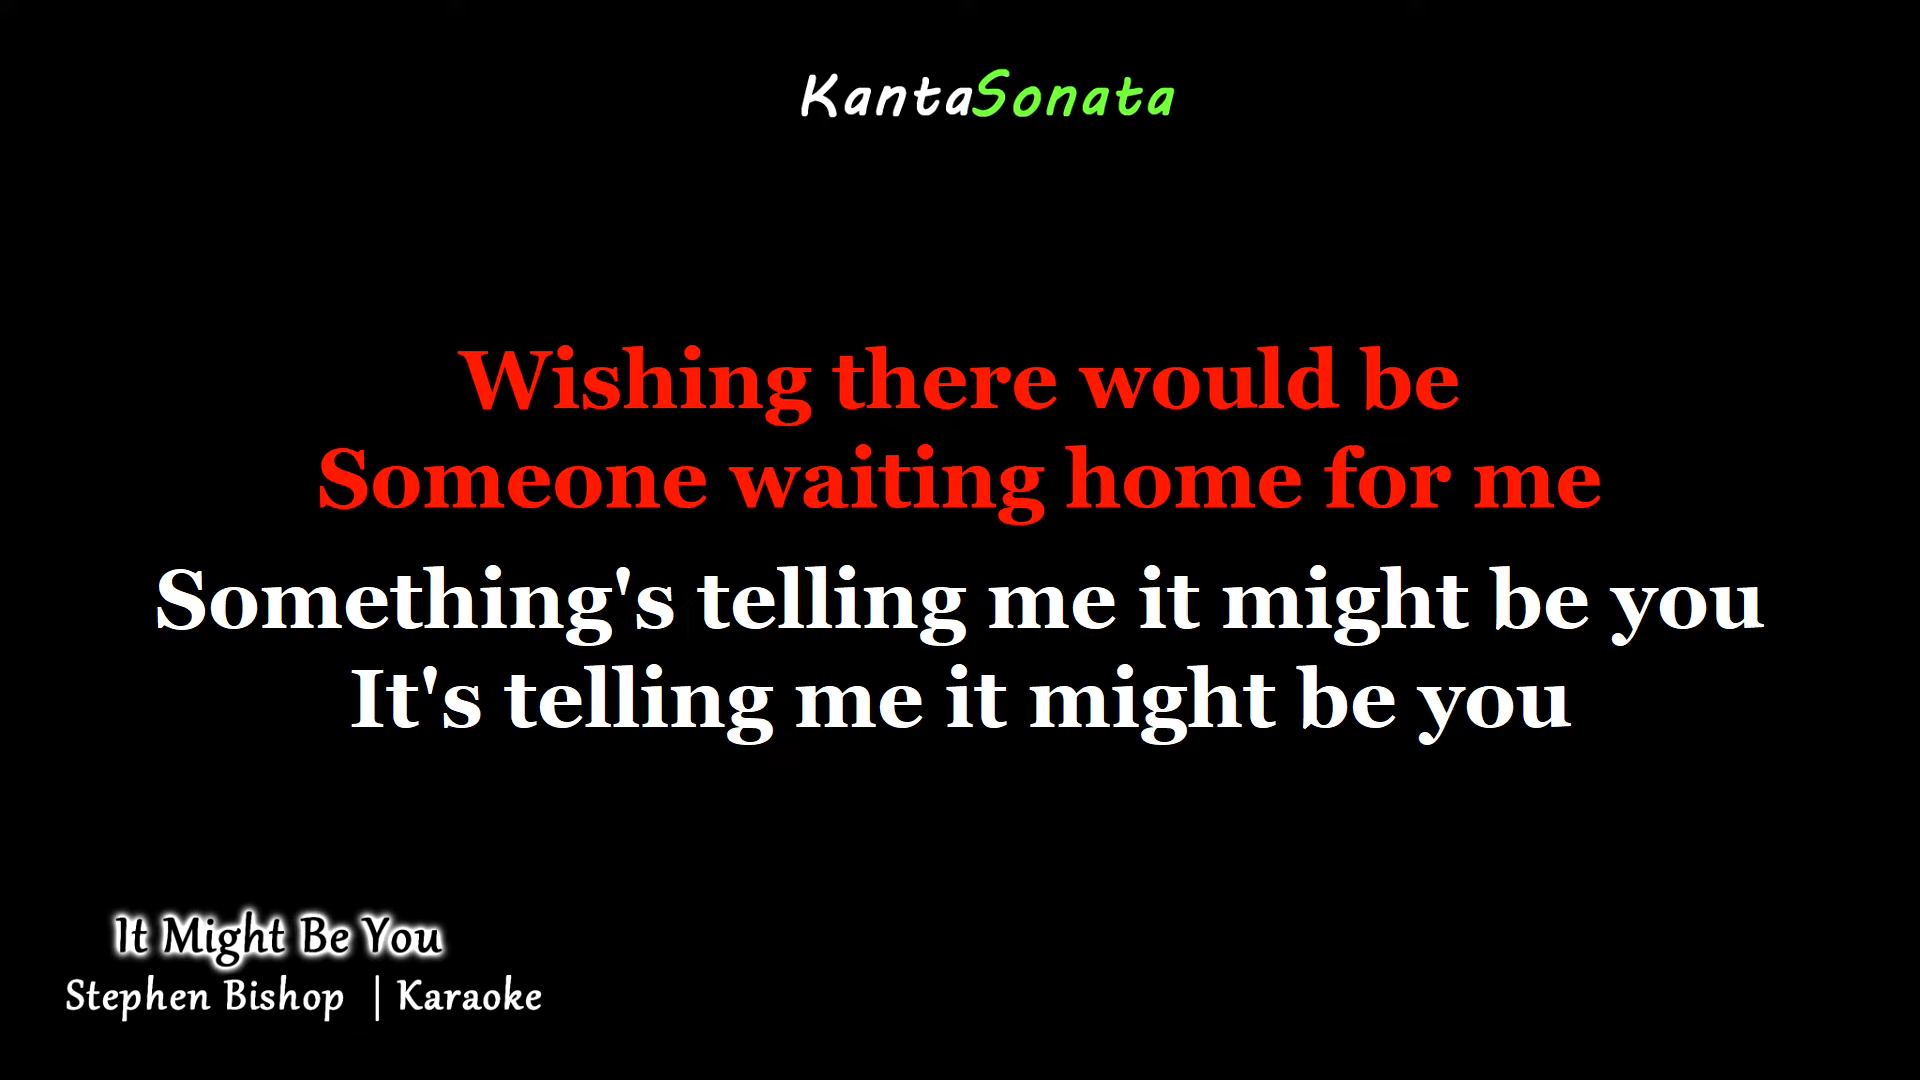 KantaSonata
Wishing there would be
Someone waiting home for me
Something's telling me it might be you
It's telling me it might be you
It Might Be You
Stephen Bishop | Karaoke